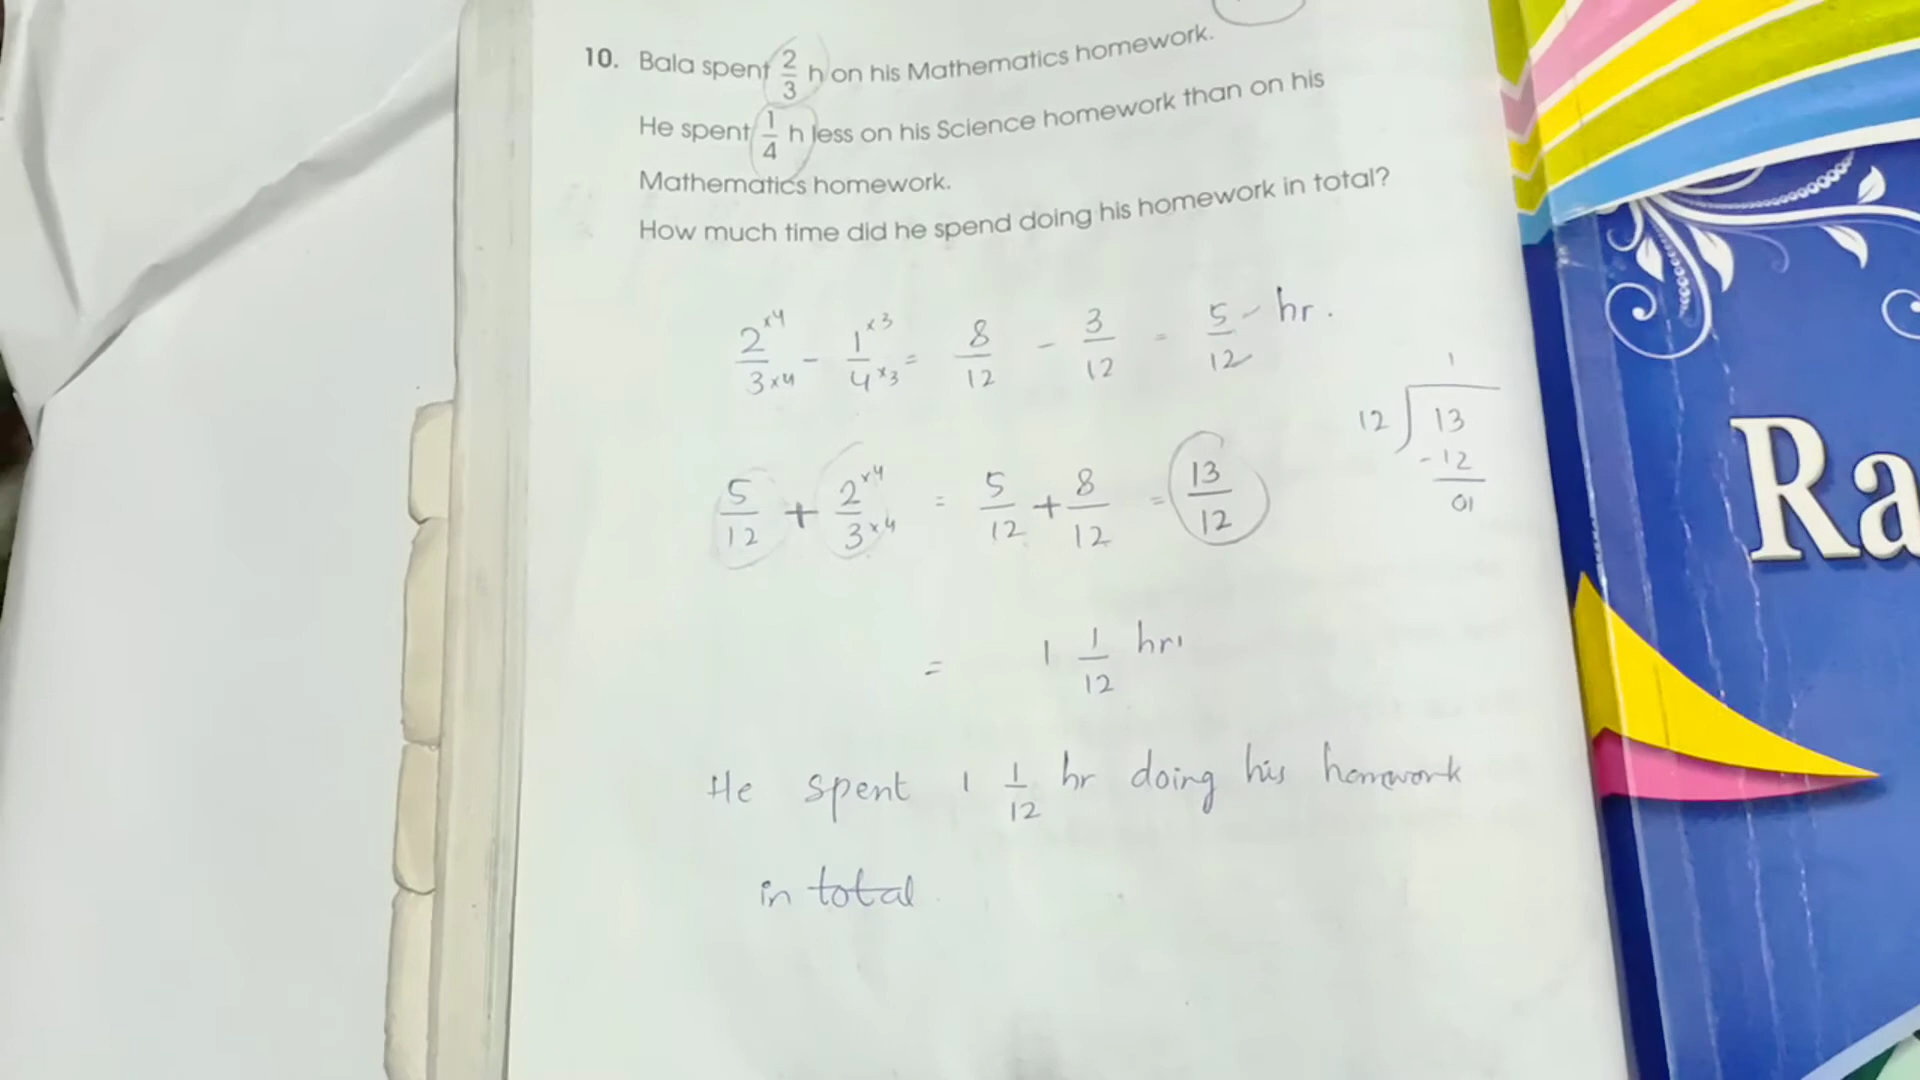 10. Bala spent 2/3 h on his Mathematics homework.
He spent 1/4 h less on his Science homework than on his
Mathematics homework.
How much time did he spend doing his homework in total?
2×4/3×4 - 1×3/4×3 = 8/12 - 3/12 = 5/12 hr.
1
12 13
-12
01
5/12 + 2×4/3×4 = 5/12 + 8/12 = 13/12
= 1 1/12 hr.
He spent 1 1/12 hr doing his homework
in total
Ra